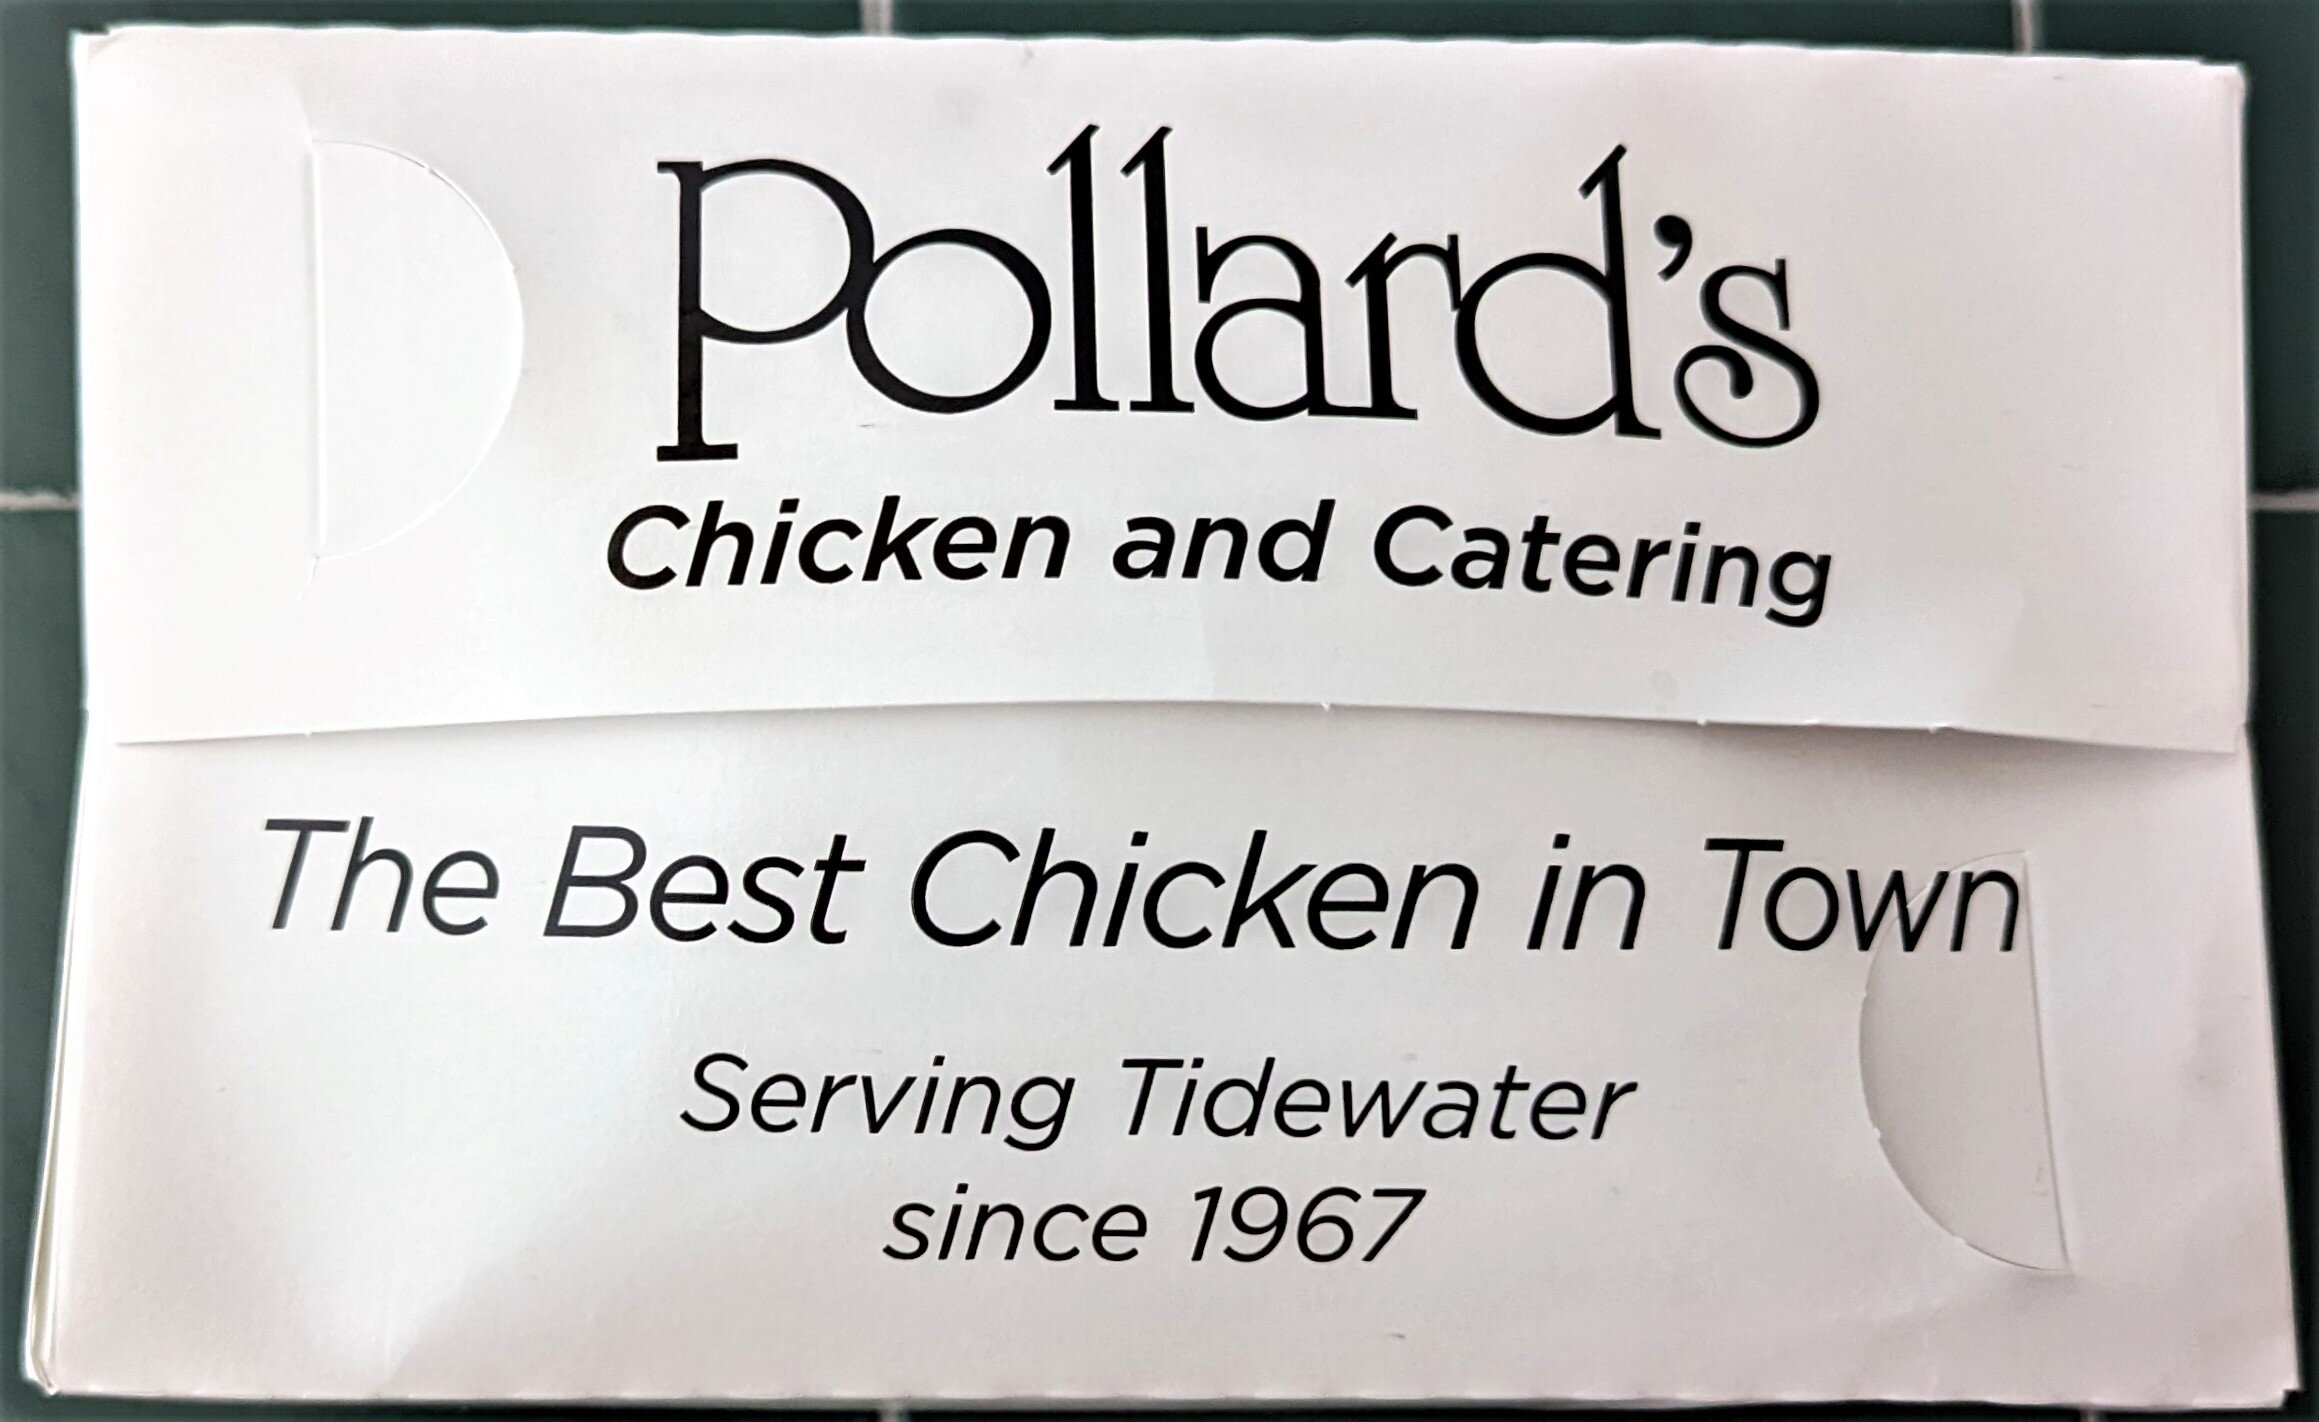 Pollard's
Chicken and Catering
The Best Chicken in Town
Serving Tidewater
since 1967